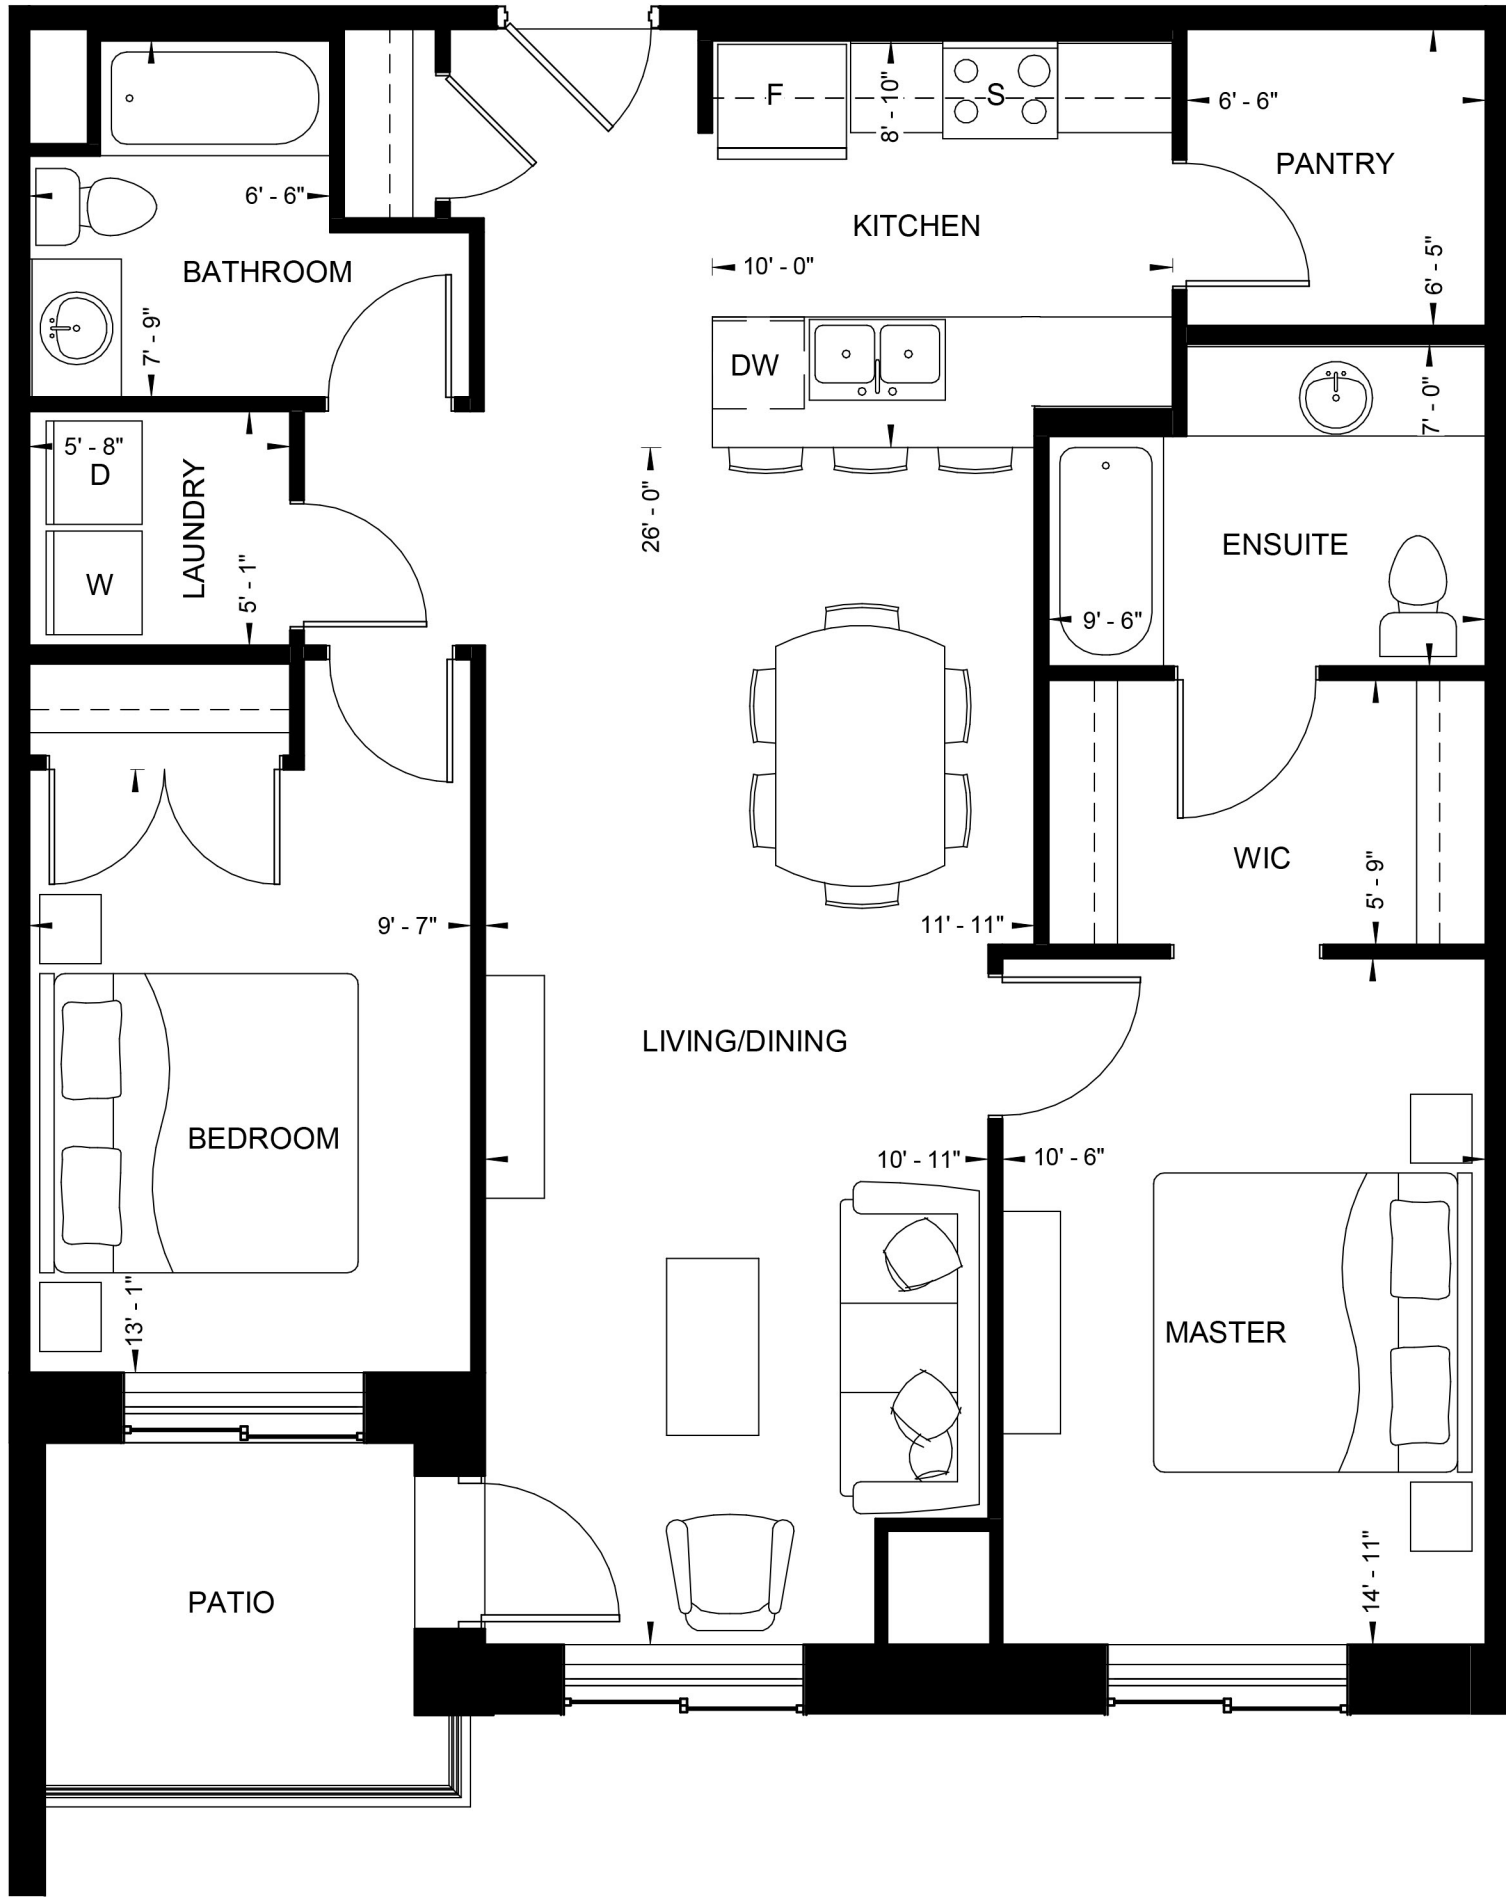 F
8' - 10"
S
6' - 6"
PANTRY
6' - 6"
KITCHEN
BATHROOM
10' - 0"
6' - 5"
7' - 9"
DW
7' - 0"
5' - 8"
D
LAUNDRY
26' - 0"
ENSUITE
W
5' - 1"
9' - 6"
WIC
5' - 9"
9' - 7"
11' - 11"
LIVING/DINING
BEDROOM
10' - 11"
10' - 6"
13' - 1"
MASTER
14' - 11"
PATIO